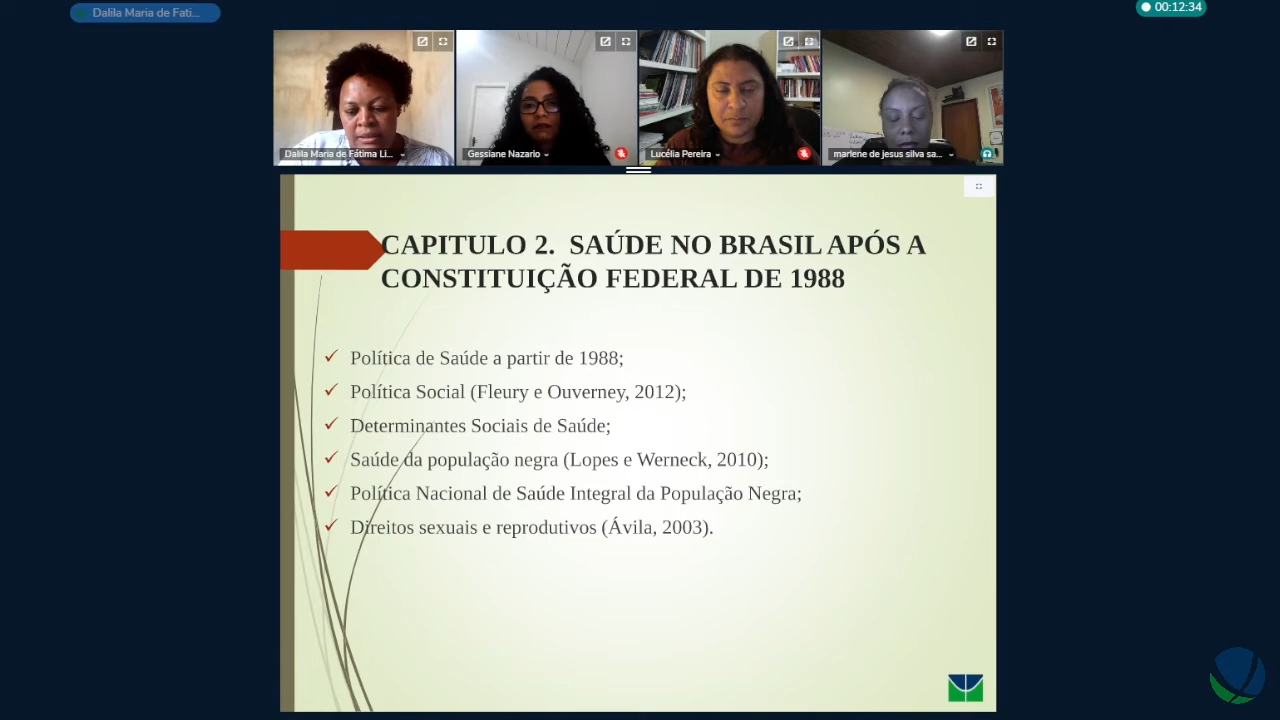 Dalila Maria de Fati...
00:12:34
Dalila Maria de Fátima Li...
Gessiane Nazario
Lucélia Pereira
marlene de jesus silva sa...
CAPITULO 2. SAÚDE NO BRASIL APÓS A
CONSTITUIÇÃO FEDERAL DE 1988
Política de Saúde a partir de 1988;
Política Social (Fleury e Ouverney, 2012);
Determinantes Sociais de Saúde;
Saúde da população negra (Lopes e Werneck, 2010);
Política Nacional de Saúde Integral da População Negra;
Direitos sexuais e reprodutivos (Ávila, 2003).